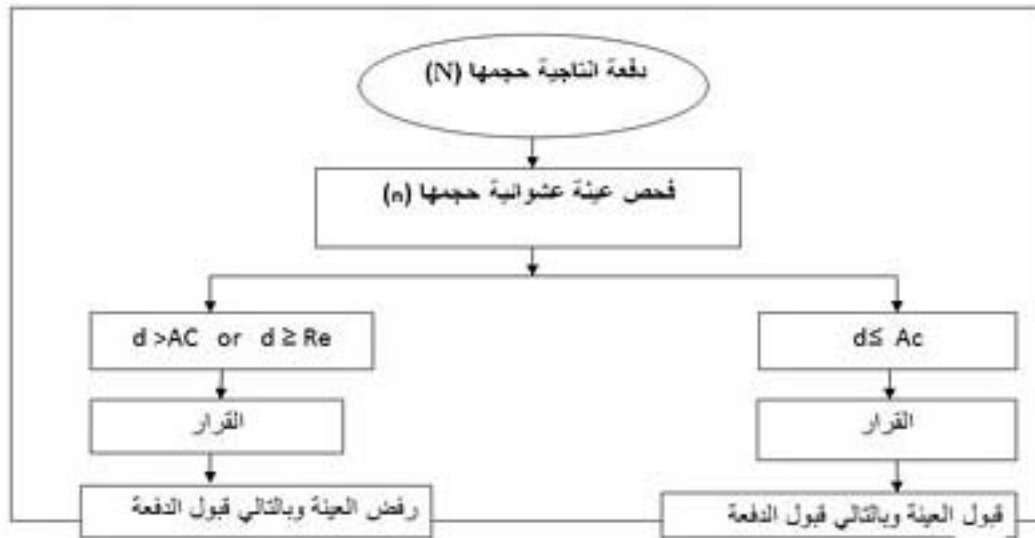 دفعة انتاجية حجمها (N)
فحص عينة عشوائية حجمها (n)
d≤ Ac
d >AC or d ≥ Re
القرار
القرار
قبول العينة وبالتالي قبول الدفعة
رفض العينة وبالتالي قبول الدفعة